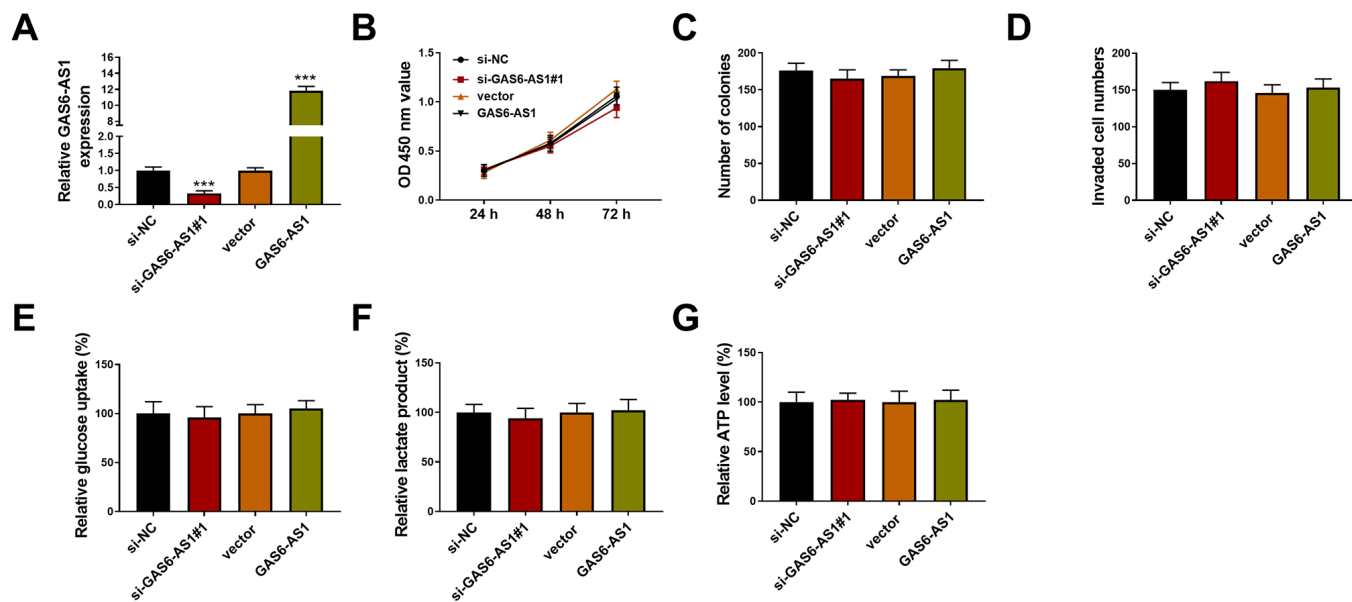 A
Relative GAS6-AS1
expression
16
14
12
10
8
6
4
2
2.0
1.5
1.0
0.5
0.0
***
***
si-NC
si-GAS6-AS1#1
vector
GAS6-AS1
B
OD 450 nm value
1.5
1.0
0.5
0.0
si-NC
si-GAS6-AS1#1
vector
GAS6-AS1
24 h
48 h
72 h
C
Number of colonies
200
150
100
50
0
si-NC
si-GAS6-AS1#1
vector
GAS6-AS1
D
Invaded cell numbers
200
150
100
50
0
si-NC
si-GAS6-AS1#1
vector
GAS6-AS1
E
Relative glucose uptake (%)
150
100
50
0
si-NC
si-GAS6-AS1#1
vector
GAS6-AS1
F
Relative lactate product (%)
150
100
50
0
si-NC
si-GAS6-AS1#1
vector
GAS6-AS1
G
Relative ATP level (%)
150
100
50
0
si-NC
si-GAS6-AS1#1
vector
GAS6-AS1